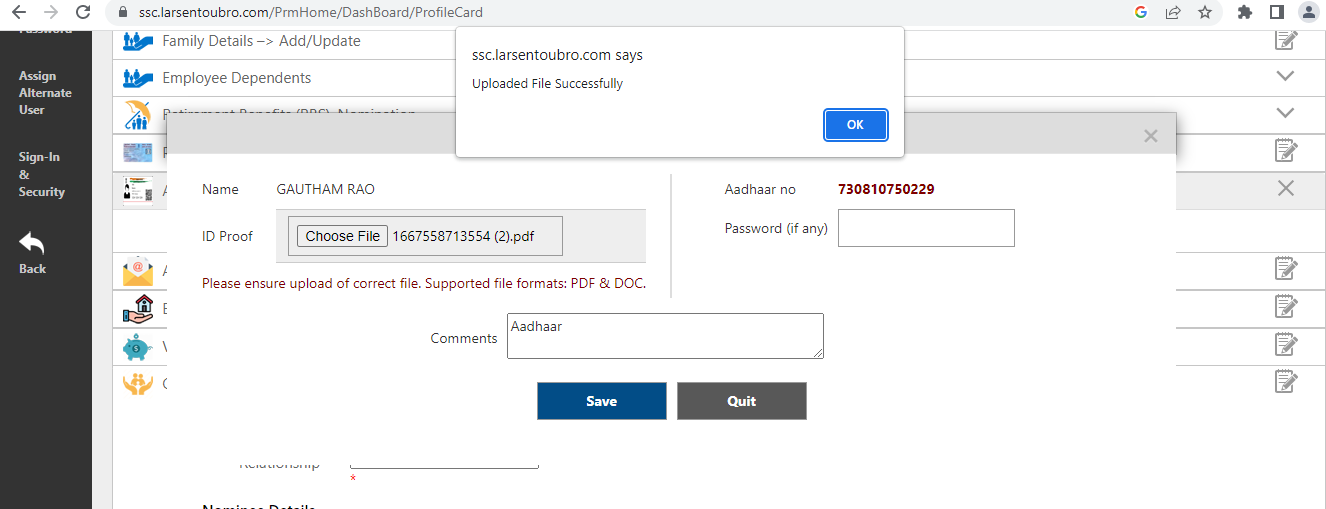 ssc.larsentoubro.com/PrmHome/DashBoard/ProfileCard
Assign
Alternate
User
Sign-In
&
Security
Back
Family Details –> Add/Update
Employee Dependents
ssc.larsentoubro.com says
Uploaded File Successfully
OK
Name GAUTHAM RAO
Aadhaar no 730810750229
ID Proof Choose File 1667558713554 (2).pdf
Password (if any)
Please ensure upload of correct file. Supported file formats: PDF & DOC.
Comments Aadhaar
Save Quit
Relationship
*
Nominee Details